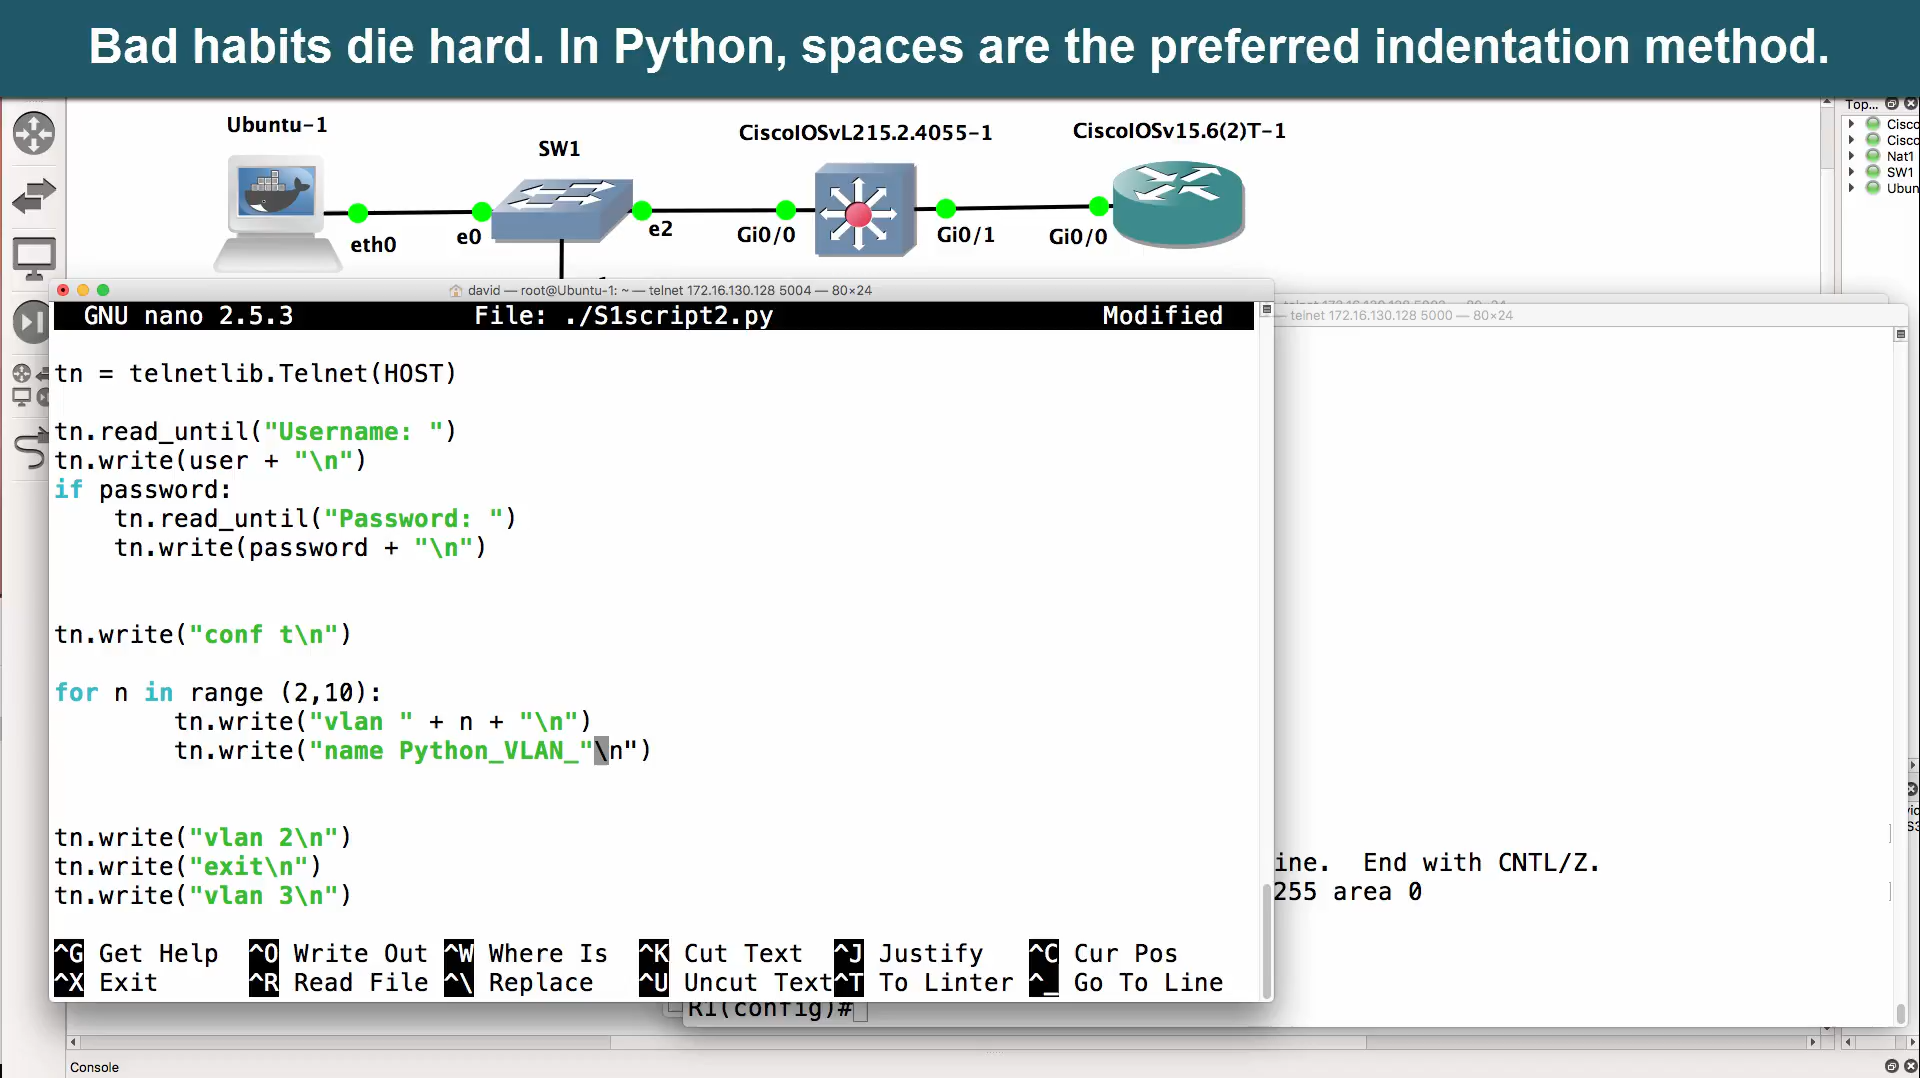 Bad habits die hard. In Python, spaces are the preferred indentation method.
Top...
Ubuntu-1
SW1
CiscoIOSvL215.2.4055-1
CiscoIOSv15.6(2)T-1
Cisco
Cisco
Nat1
SW1
Ubun
eth0
e0
e2
Gi0/0
Gi0/1
Gi0/0
david — root@Ubuntu-1: ~ — telnet 172.16.130.128 5004 — 80×24
telnet 172.16.130.128 5000 — 80×24
GNU nano 2.5.3 File: ./S1script2.py Modified
tn = telnetlib.Telnet(HOST)
tn.read_until("Username: ")
tn.write(user + "\n")
if password:
    tn.read_until("Password: ")
    tn.write(password + "\n")
tn.write("conf t\n")
for n in range (2,10):
        tn.write("vlan " + n + "\n")
        tn.write("name Python_VLAN_"\n")
tn.write("vlan 2\n")
tn.write("exit\n")
tn.write("vlan 3\n")
ine.  End with CNTL/Z.
255 area 0
^G Get Help ^O Write Out ^W Where Is ^K Cut Text ^J Justify ^C Cur Pos
^X Exit ^R Read File ^\ Replace ^U Uncut Text ^T To Linter ^_ Go To Line
R1(config)#
Console